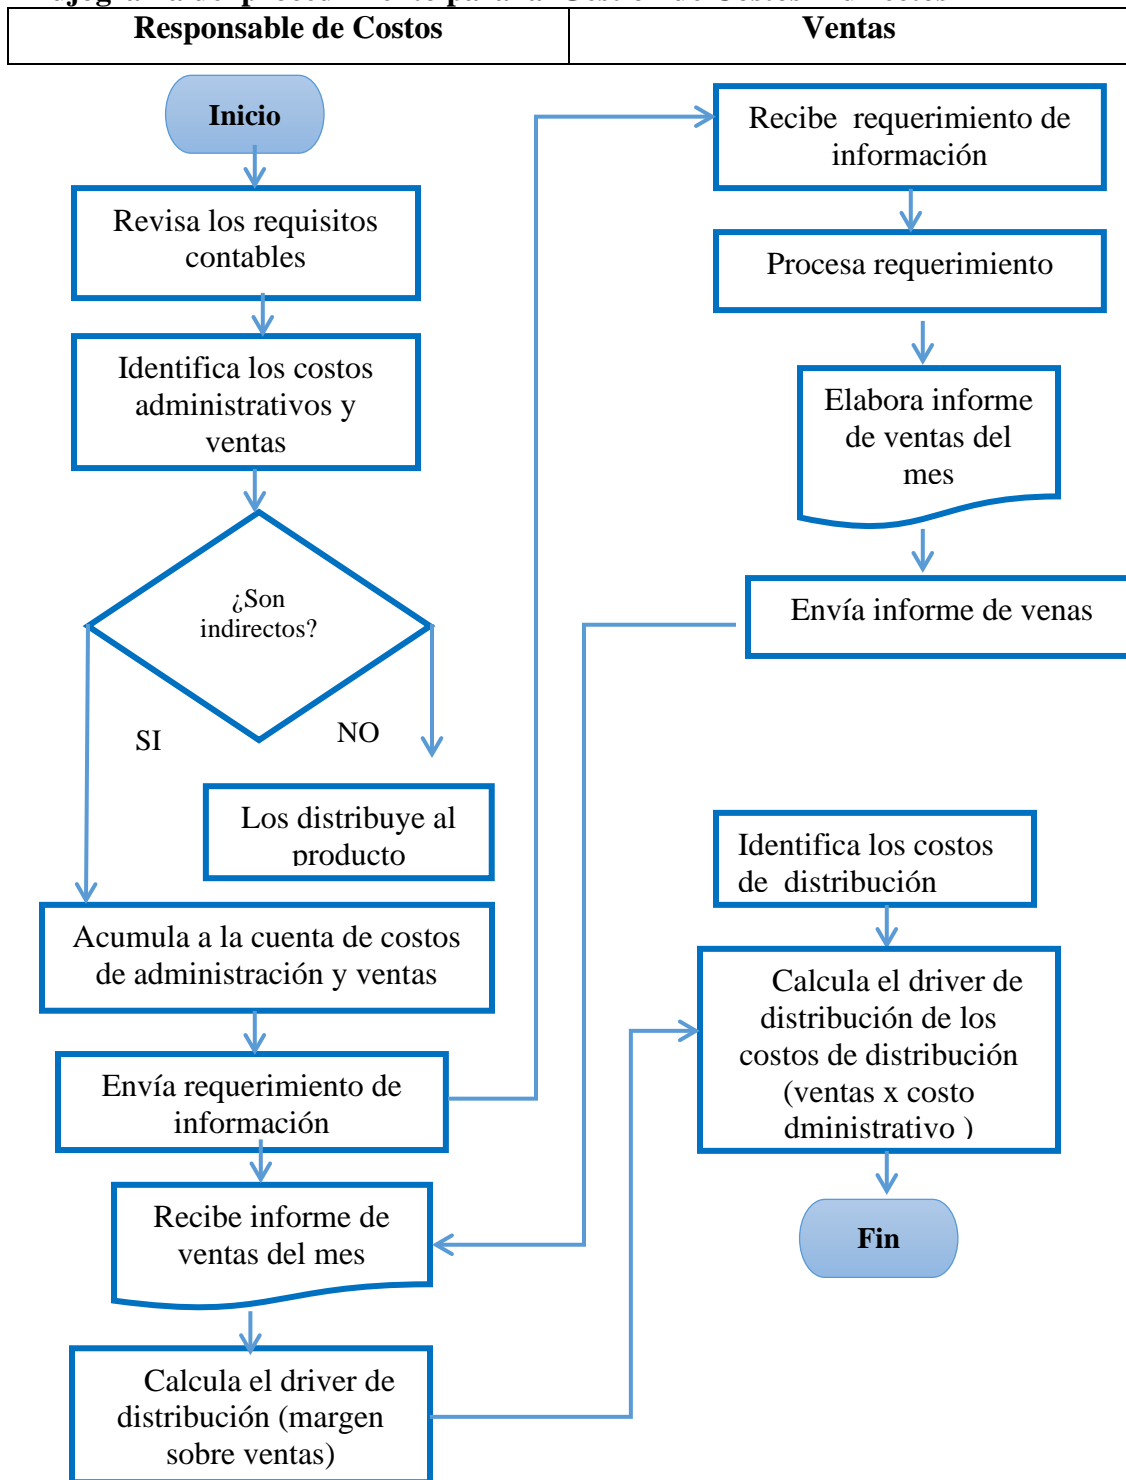 Responsable de Costos
Ventas
Inicio
Revisa los requisitos
contables
Identifica los costos
administrativos y
ventas
¿Son
indirectos?
SI
NO
Los distribuye al
producto
Acumula a la cuenta de costos
de administración y ventas
Envía requerimiento de
información
Recibe informe de
ventas del mes
Calcula el driver de
distribución (margen
sobre ventas)
Recibe requerimiento de
información
Procesa requerimiento
Elabora informe
de ventas del
mes
Envía informe de venas
Identifica los costos
de distribución
Calcula el driver de
distribución de los
costos de distribución
(ventas x costo
dministrativo )
Fin